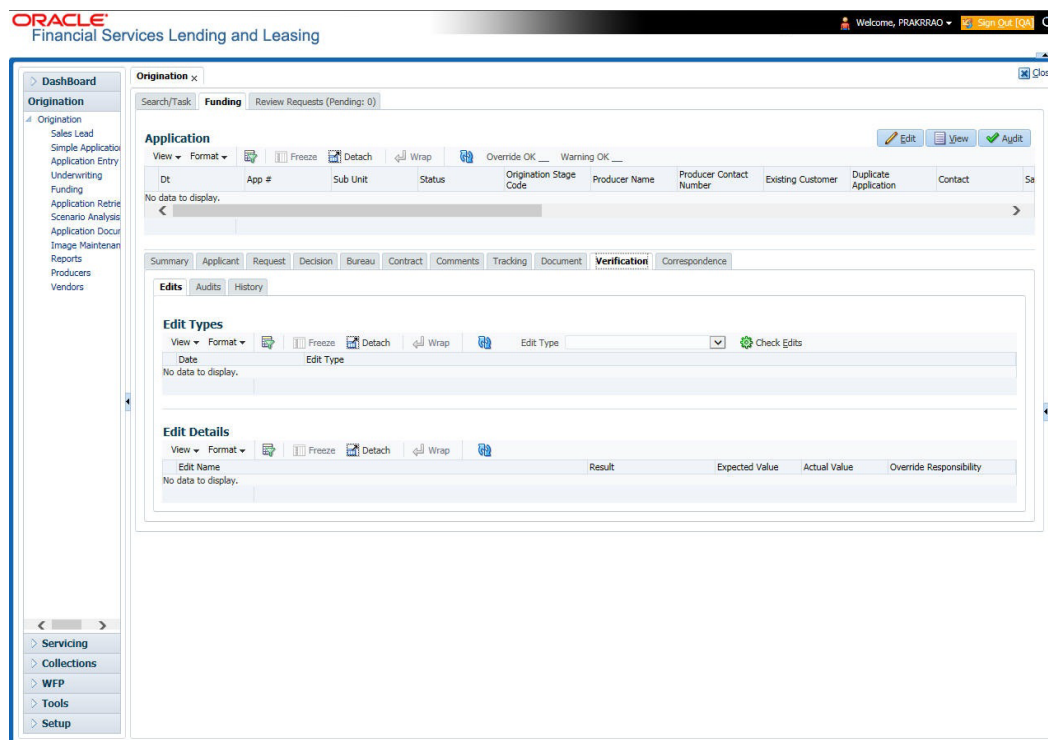 ORACLE
Financial Services Lending and Leasing
Welcome, PRAKRRAO
Sign Out [QA]
DashBoard
Origination
Origination
Sales Lead
Simple Applicatio
Application Entry
Underwriting
Funding
Application Retrie
Scenario Analysis
Application Docur
Image Maintenan
Reports
Producers
Vendors
Servicing
Collections
WFP
Tools
Setup
Origination
Clos
Search/Task Funding Review Requests (Pending: 0)
Application
Edit View Audit
View Format Freeze Detach Wrap Override OK __ Warning OK __
Dt App # Sub Unit Status Origination Stage Code Producer Name Producer Contact Number Existing Customer Duplicate Application Contact Sa
No data to display.
Summary Applicant Request Decision Bureau Contract Comments Tracking Document Verification Correspondence
Edits Audits History
Edit Types
View Format Freeze Detach Wrap Edit Type Check Edits
Date Edit Type
No data to display.
Edit Details
View Format Freeze Detach Wrap
Edit Name Result Expected Value Actual Value Override Responsibility
No data to display.